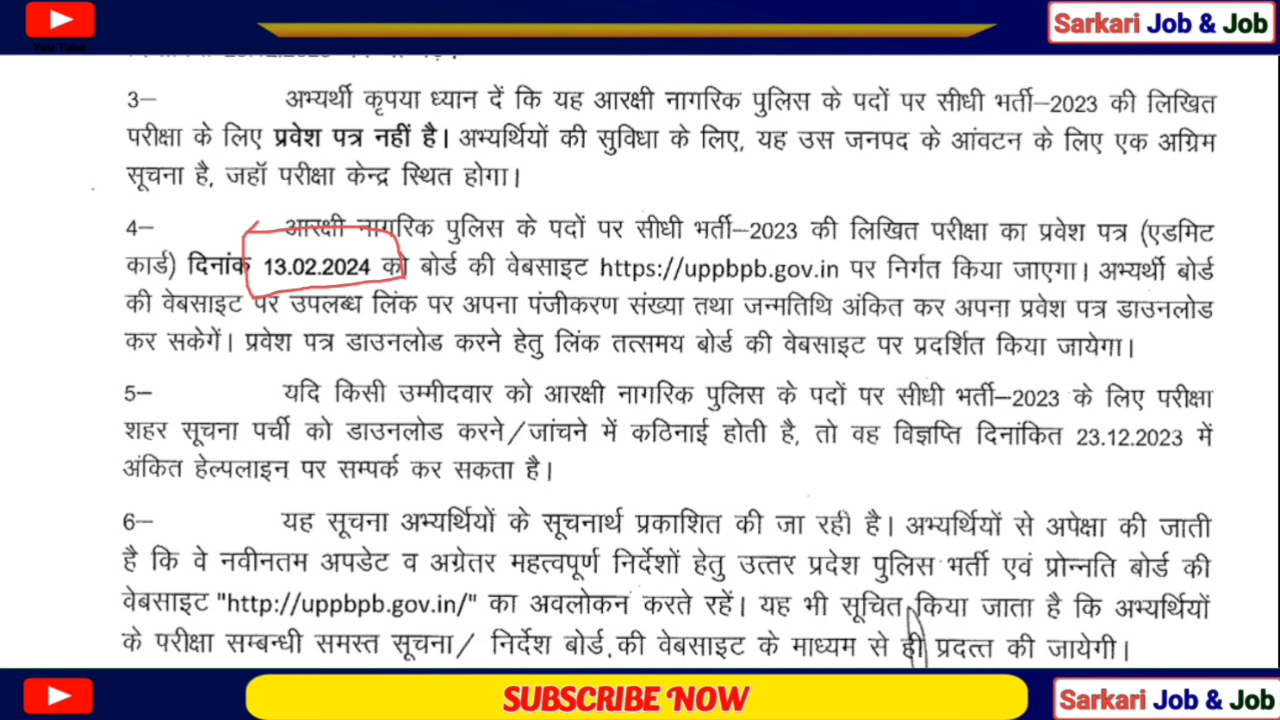 You Tube
Sarkari Job & Job
3— अभ्यर्थी कृपया ध्यान दें कि यह आरक्षी नागरिक पुलिस के पदों पर सीधी भर्ती—2023 की लिखित
परीक्षा के लिए प्रवेश पत्र नहीं है। अभ्यर्थियों की सुविधा के लिए, यह उस जनपद के आंवटन के लिए एक अग्रिम
सूचना है, जहाॅ परीक्षा केन्द्र स्थित होगा।
4— आरक्षी नागरिक पुलिस के पदों पर सीधी भर्ती—2023 की लिखित परीक्षा का प्रवेश पत्र (एडमिट
कार्ड) दिनांक 13.02.2024 को बोर्ड की वेबसाइट https://uppbpb.gov.in पर निर्गत किया जाएगा। अभ्यर्थी बोर्ड
की वेबसाइट पर उपलब्ध लिंक पर अपना पंजीकरण संख्या तथा जन्मतिथि अंकित कर अपना प्रवेश पत्र डाउनलोड
कर सकेगें। प्रवेश पत्र डाउनलोड करने हेतु लिंक तत्समय बोर्ड की वेबसाइट पर प्रदर्शित किया जायेगा।
5— यदि किसी उम्मीदवार को आरक्षी नागरिक पुलिस के पदों पर सीधी भर्ती—2023 के लिए परीक्षा
शहर सूचना पर्ची को डाउनलोड करने/जांचने में कठिनाई होती है, तो वह विज्ञप्ति दिनांकित 23.12.2023 में
अंकित हेल्पलाइन पर सम्पर्क कर सकता है।
6— यह सूचना अभ्यर्थियों के सूचनार्थ प्रकाशित की जा रही है। अभ्यर्थियों से अपेक्षा की जाती
है कि वे नवीनतम अपडेट व अग्रेतर महत्वपूर्ण निर्देशों हेतु उत्तर प्रदेश पुलिस भर्ती एवं प्रोन्नति बोर्ड की
वेबसाइट "http://uppbpb.gov.in/" का अवलोकन करते रहें। यह भी सूचित किया जाता है कि अभ्यर्थियों
के परीक्षा सम्बन्धी समस्त सूचना/ निर्देश बोर्ड की वेबसाइट के माध्यम से ही प्रदत्त की जायेगी।
SUBSCRIBE NOW
Sarkari Job & Job